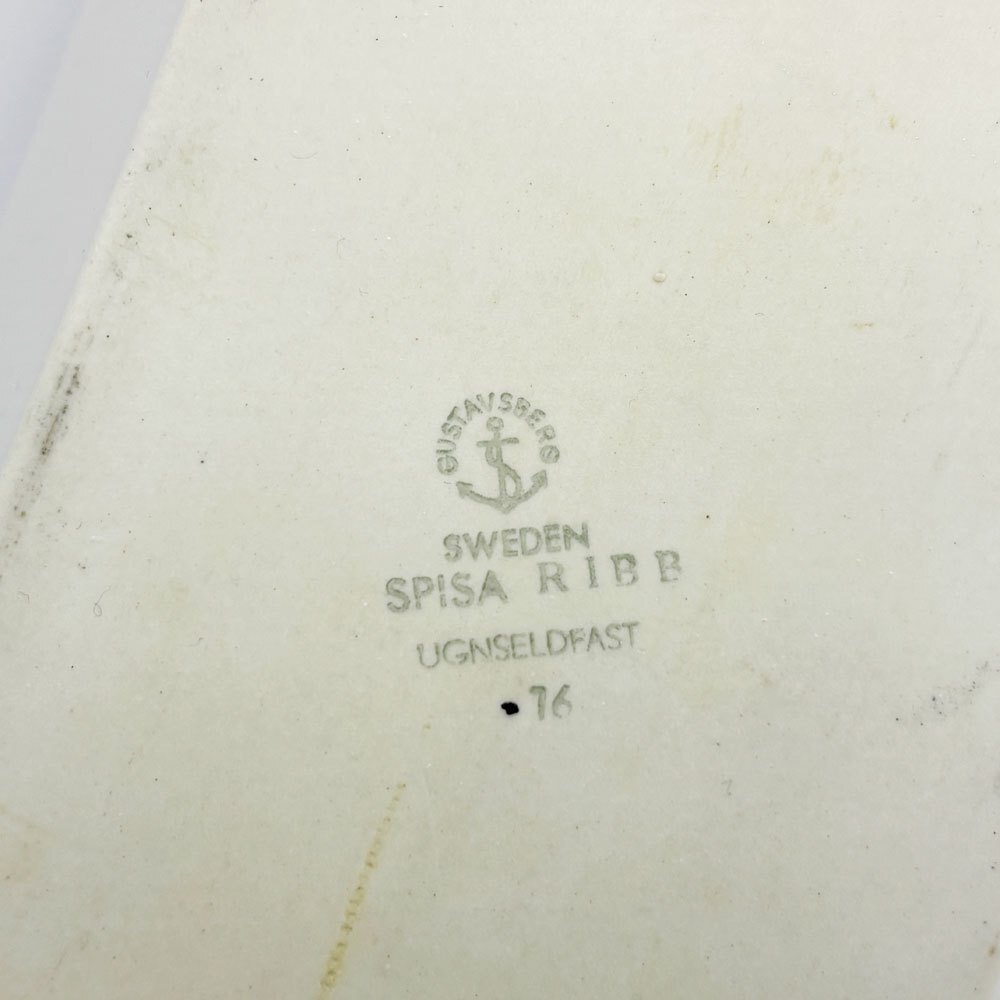 GUSTAVSBERG
SWEDEN
SPISA RIBB
UGNSELDFAST
76